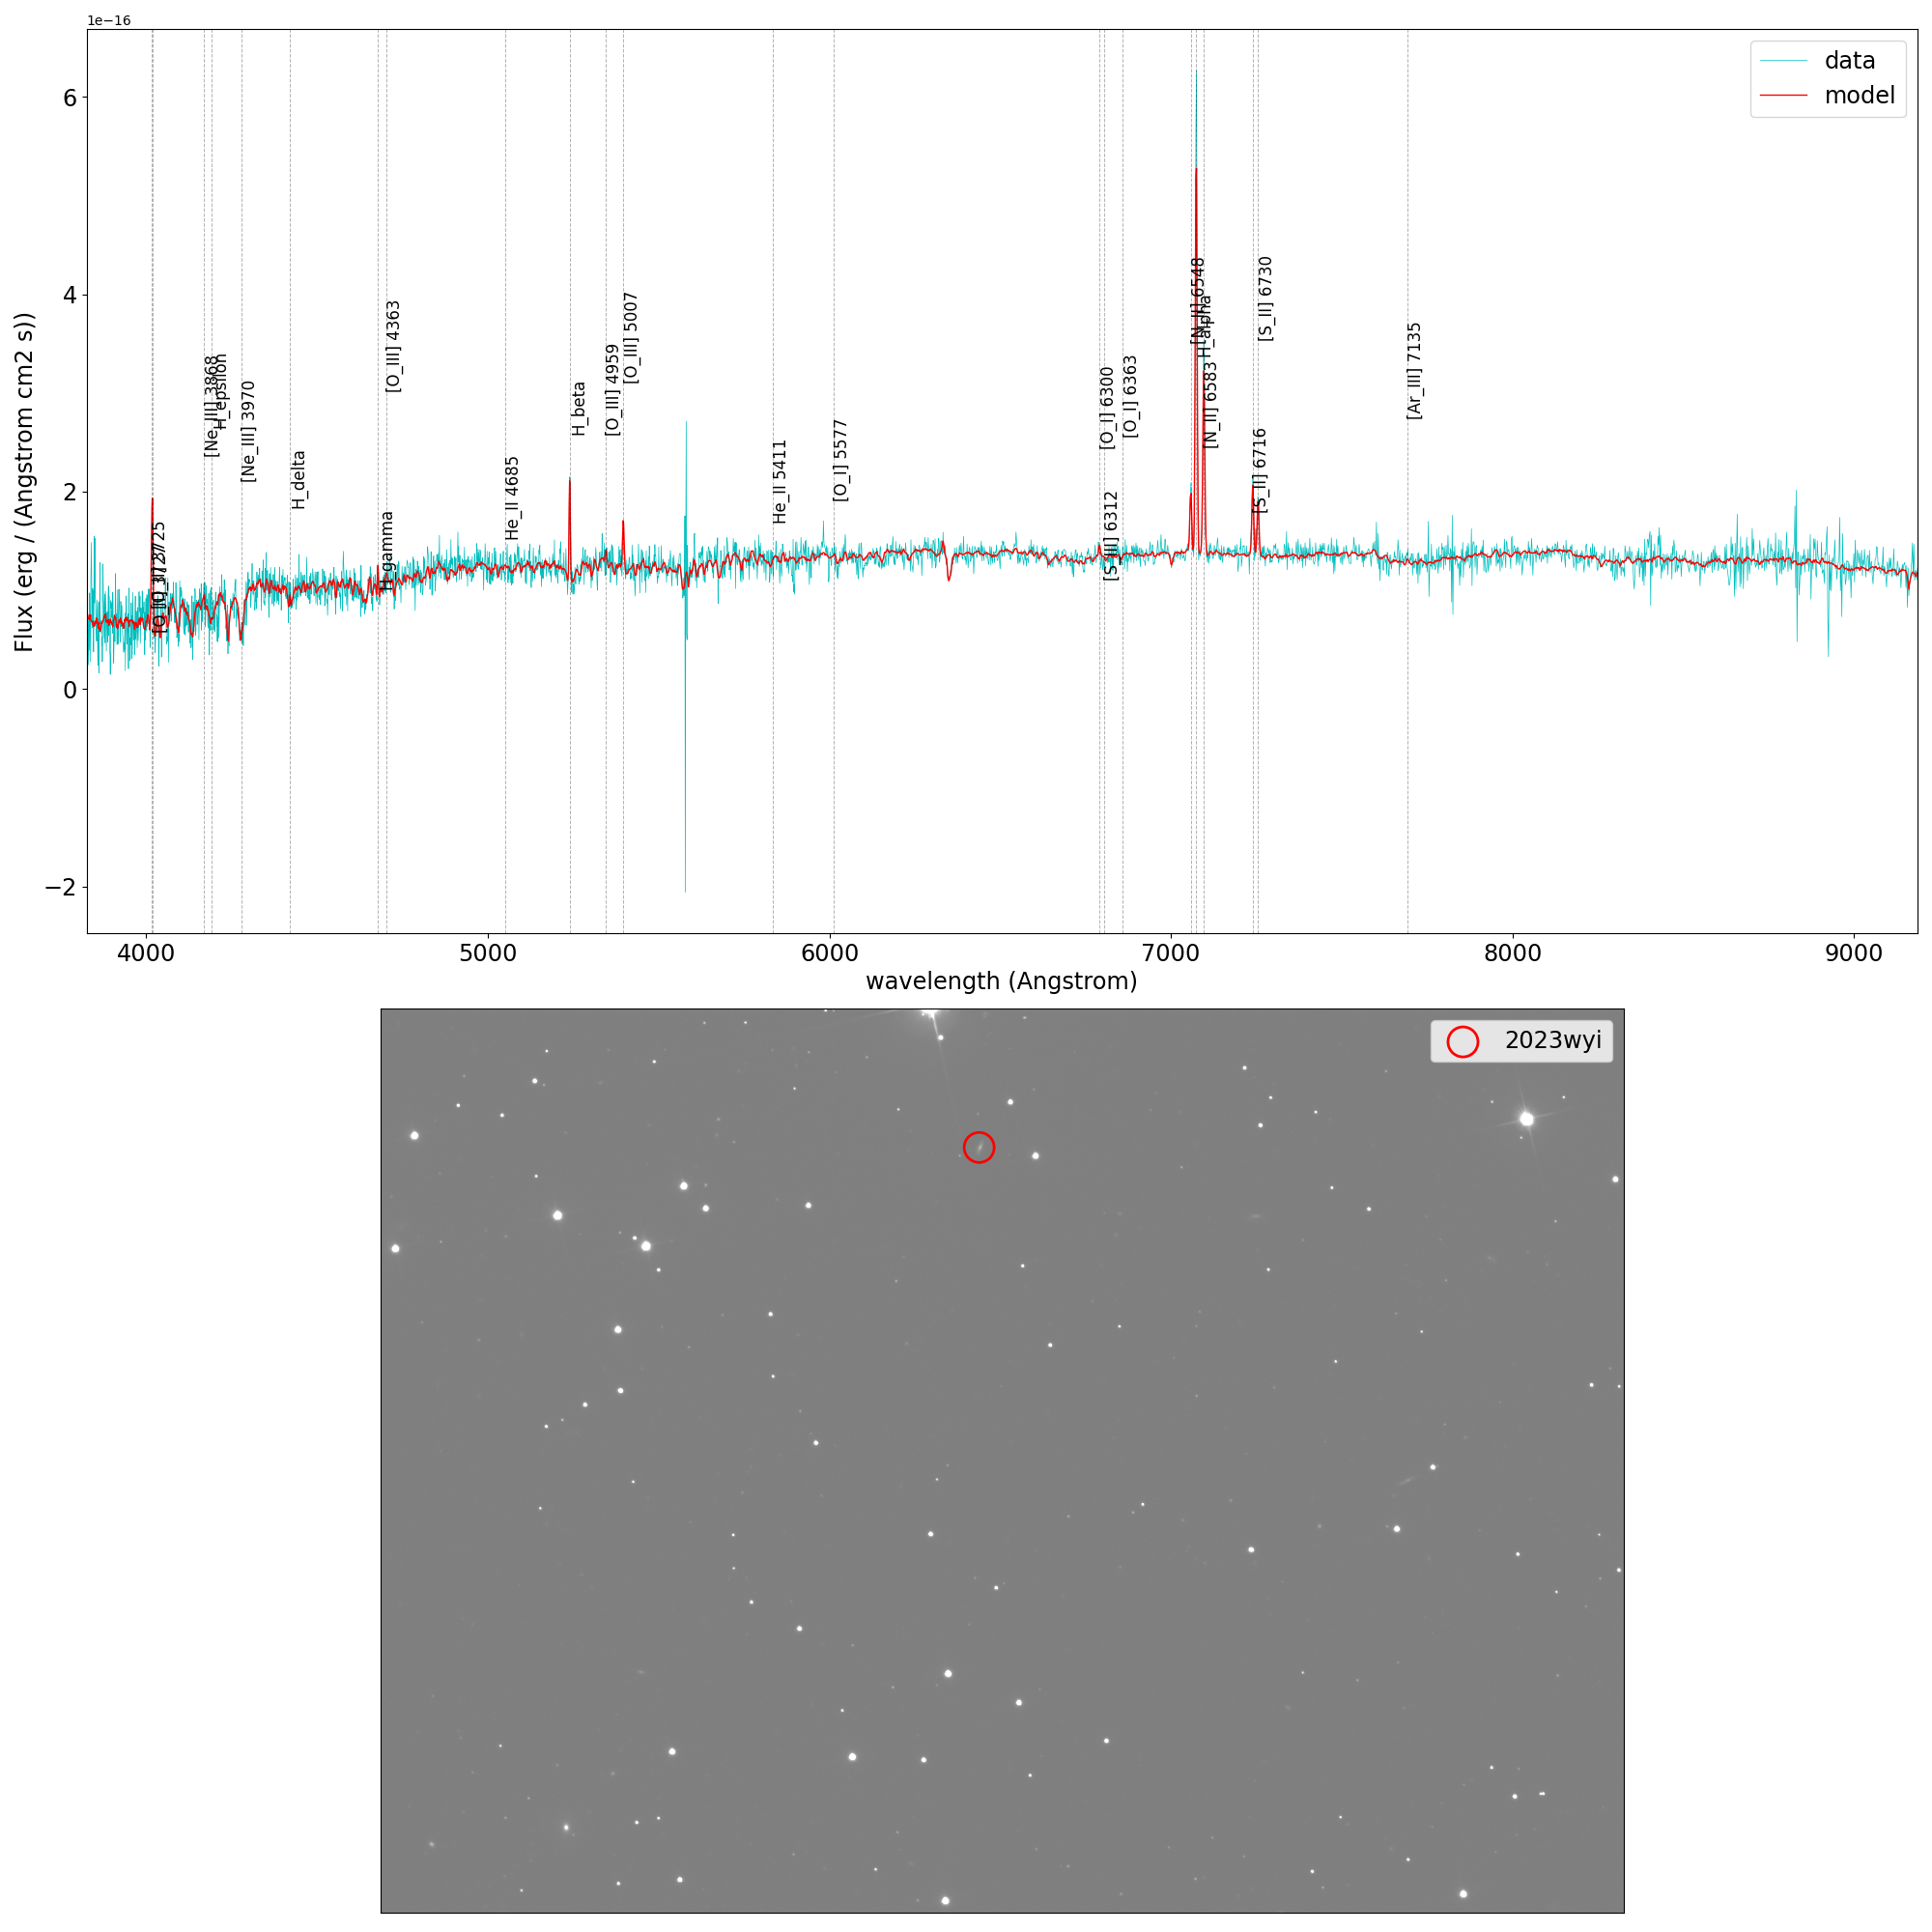 1e−16
data
model
6
4
2
0
−2
Flux (erg / (Angstrom cm2 s))
[Ne_III] 3868
H_epsilon
[Ne_III] 3970
H_delta
H_gamma
[O_III] 4363
He_II 4685
H_beta
[O_III] 4959
[O_III] 5007
He_II 5411
[O_I] 5577
[O_I] 6300
[S_III] 6312
[O_I] 6363
[N_II] 6548
H_alpha
[N_II] 6583
[S_II] 6716
[S_II] 6730
[Ar_III] 7135
4000 5000 6000 7000 8000 9000
wavelength (Angstrom)
2023wyi